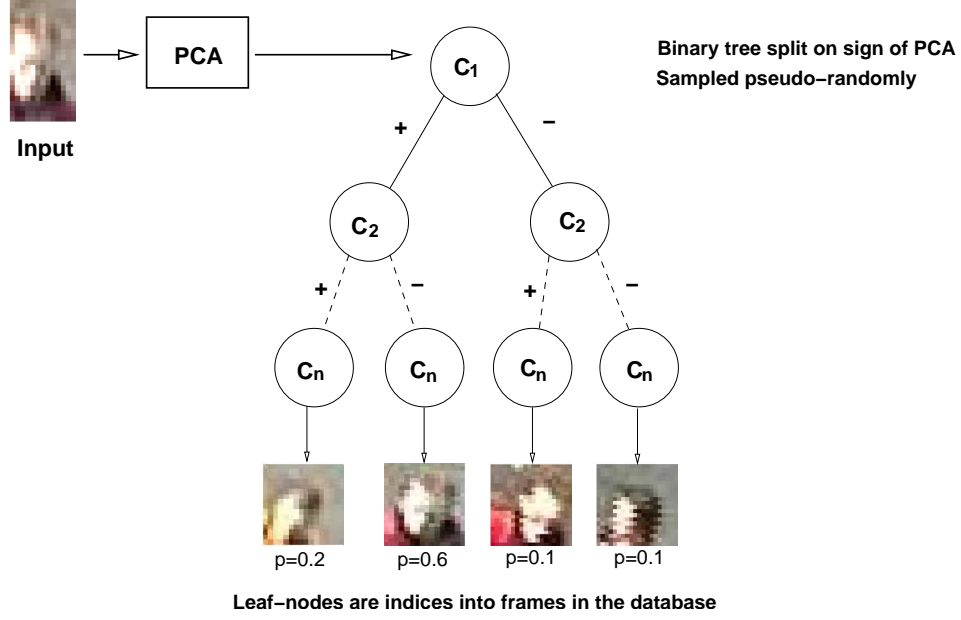 PCA
C1
Binary tree split on sign of PCA
Sampled pseudo−randomly
Input
+
−
C2
C2
+
−
+
−
Cn
Cn
Cn
Cn
p=0.2
p=0.6
p=0.1
p=0.1
Leaf−nodes are indices into frames in the database